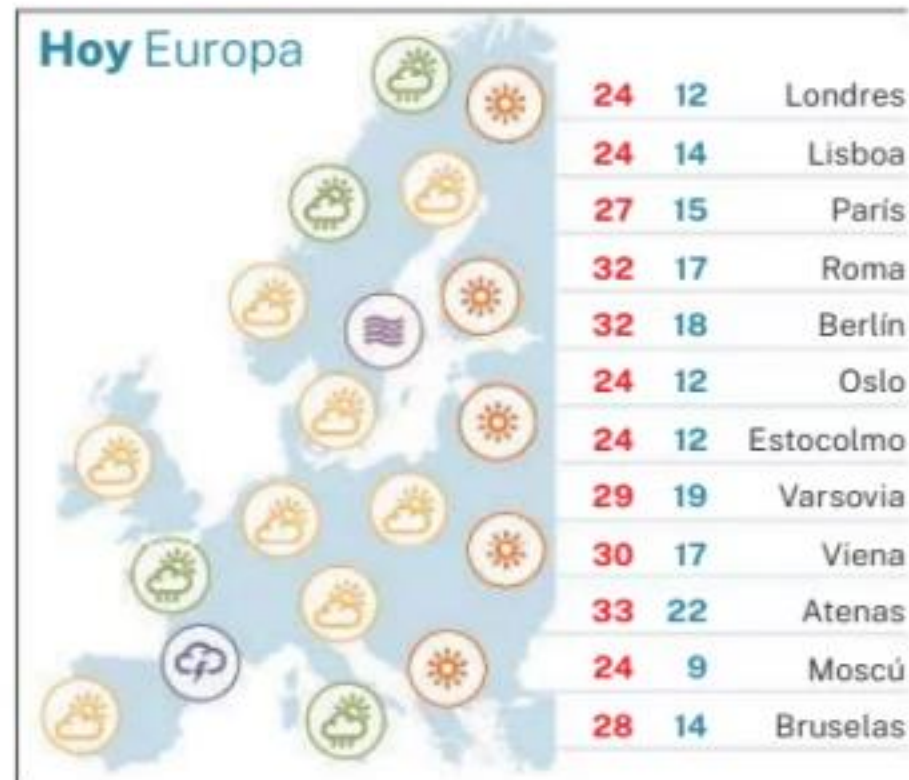 Hoy Europa
24 12 Londres
24 14 Lisboa
27 15 París
32 17 Roma
32 18 Berlín
24 12 Oslo
24 12 Estocolmo
29 19 Varsovia
30 17 Viena
33 22 Atenas
24 9 Moscú
28 14 Bruselas